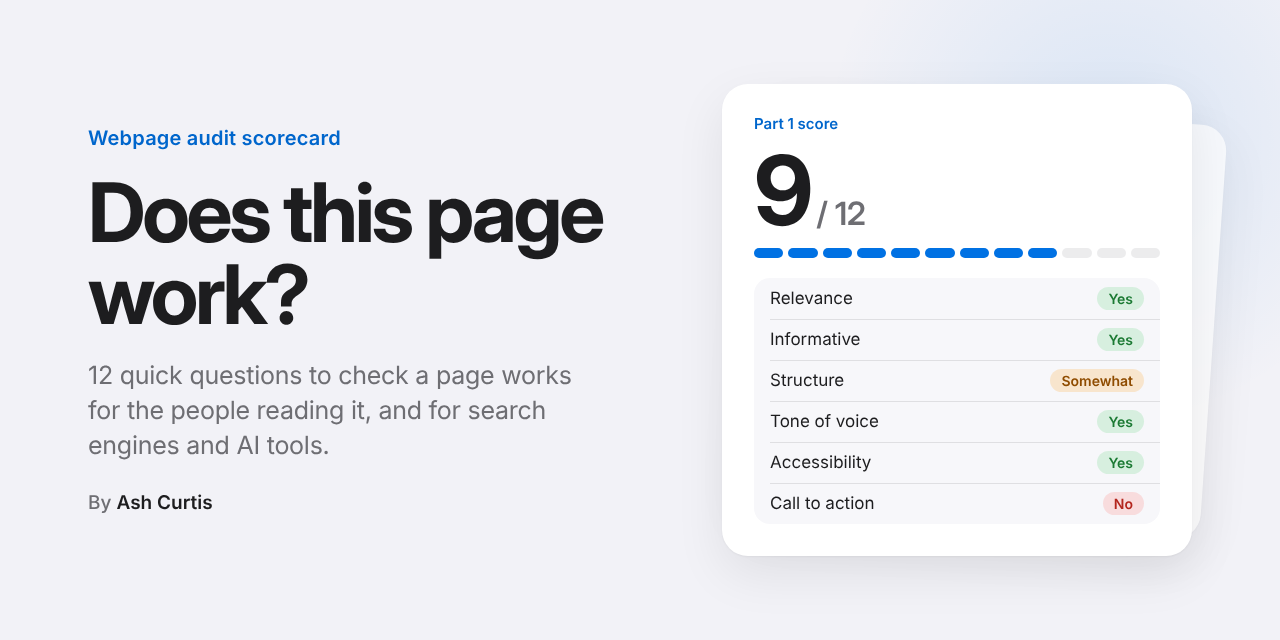 Webpage audit scorecard
Does this page
work?
12 quick questions to check a page works
for the people reading it, and for search
engines and AI tools.
By Ash Curtis
Part 1 score
9 / 12
Relevance Yes
Informative Yes
Structure Somewhat
Tone of voice Yes
Accessibility Yes
Call to action No